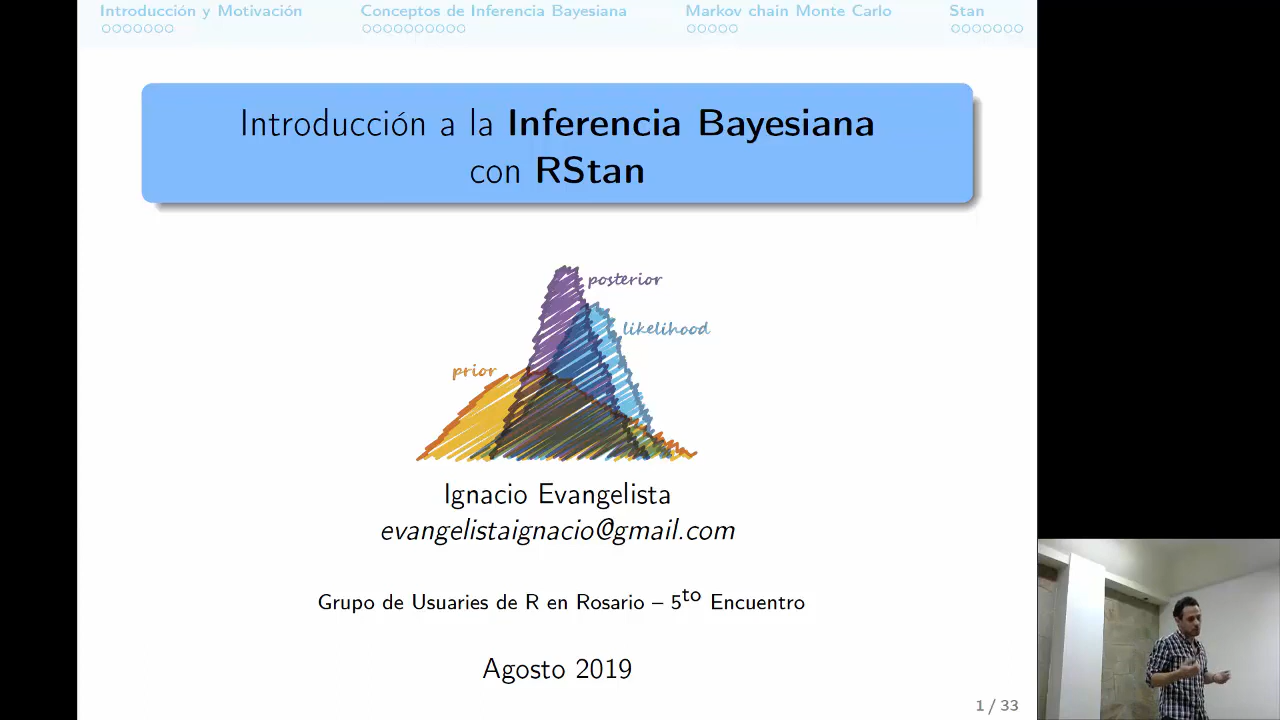 Introducción y Motivación
Conceptos de Inferencia Bayesiana
Markov chain Monte Carlo
Stan
Introducción a la Inferencia Bayesiana
con RStan
posterior
likelihood
prior
Ignacio Evangelista
evangelistaignacio@gmail.com
Grupo de Usuaries de R en Rosario – 5to Encuentro
Agosto 2019
1 / 33